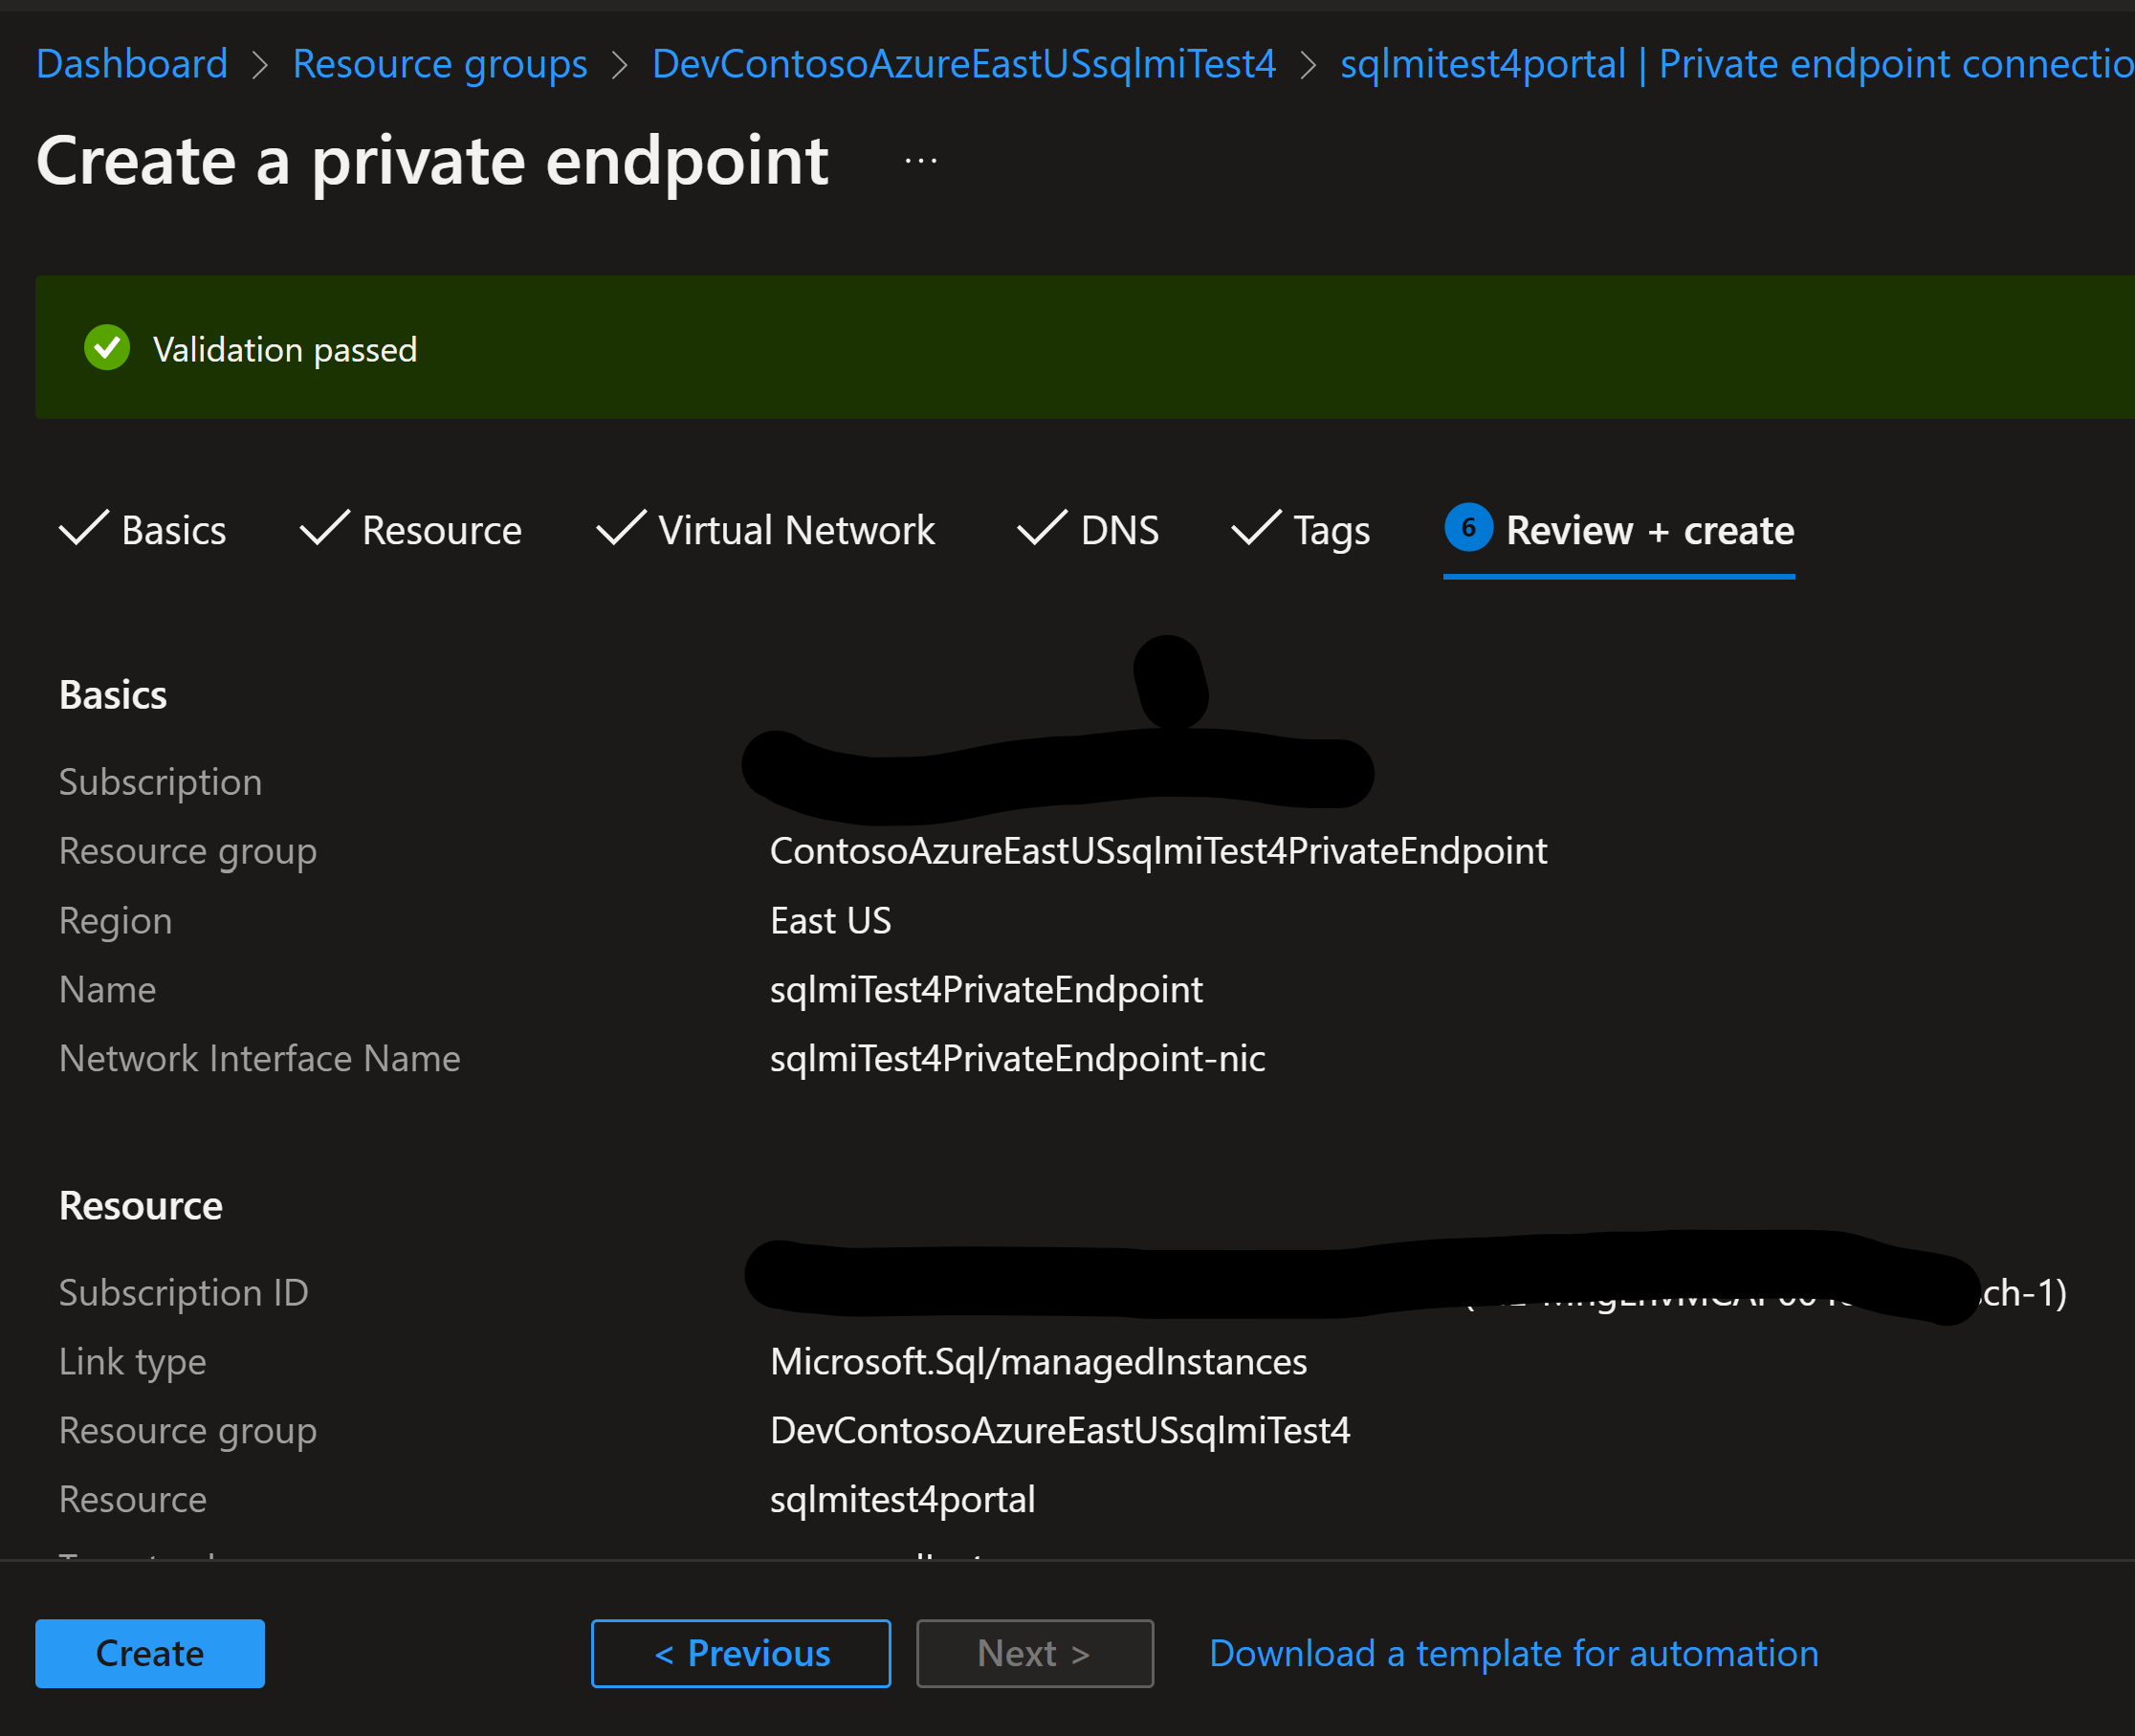 Dashboard > Resource groups > DevContosoAzureEastUSsqlmiTest4 > sqlmitest4portal | Private endpoint connectio
Create a private endpoint ...
Validation passed
Basics Resource Virtual Network DNS Tags 6 Review + create
Basics
Subscription
Resource group ContosoAzureEastUSsqlmiTest4PrivateEndpoint
Region East US
Name sqlmiTest4PrivateEndpoint
Network Interface Name sqlmiTest4PrivateEndpoint-nic
Resource
Subscription ID ch-1)
Link type Microsoft.Sql/managedInstances
Resource group DevContosoAzureEastUSsqlmiTest4
Resource sqlmitest4portal
Create < Previous Next > Download a template for automation